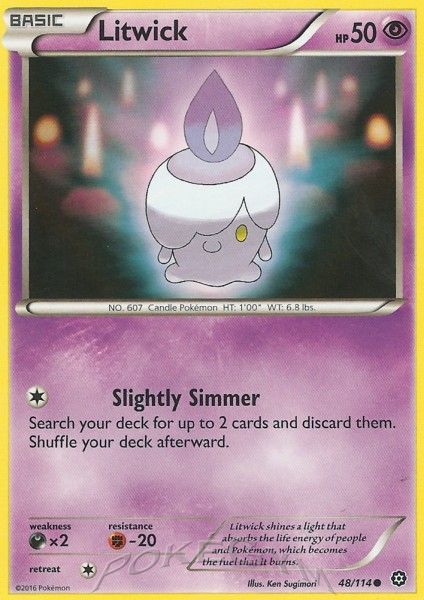 BASIC
Litwick
HP50
NO. 607 Candle Pokémon HT: 1'00" WT: 6.8 lbs.
Slightly Simmer
Search your deck for up to 2 cards and discard them.
Shuffle your deck afterward.
weakness
×2
resistance
-20
retreat
Litwick shines a light that
absorbs the life energy of people
and Pokémon, which becomes
the fuel that it burns.
Illus. Ken Sugimori
48/114
©2016 Pokémon